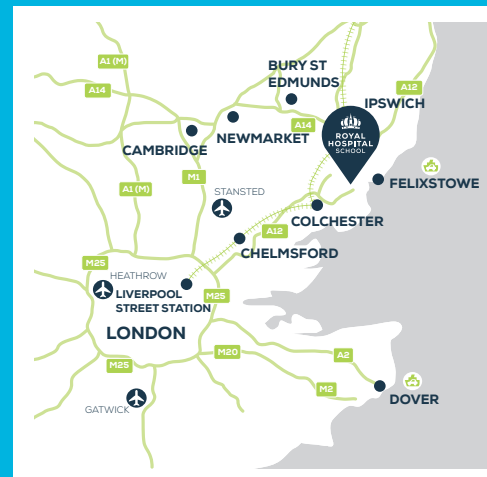 A1 (M)
BURY ST
EDMUNDS
A14
A12
IPSWICH
A14
ROYAL
HOSPITAL
SCHOOL
NEWMARKET
CAMBRIDGE
M1
FELIXSTOWE
A1 (M)
STANSTED
COLCHESTER
A12
CHELMSFORD
M25
HEATHROW
LIVERPOOL
STREET STATION
M25
LONDON
M20
A2
M25
M2
DOVER
GATWICK